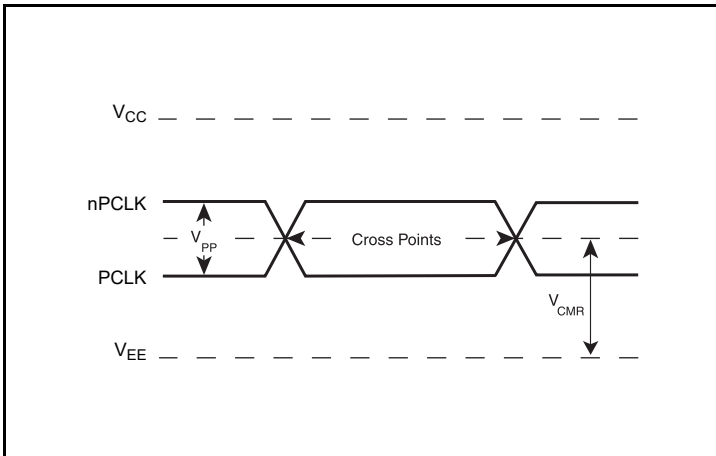 VCC
nPCLK
VPP
Cross Points
PCLK
VCMR
VEE